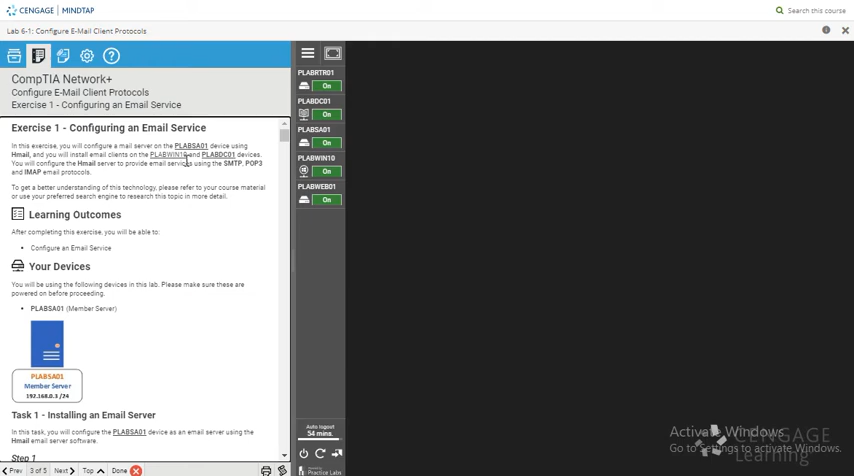 CENGAGE | MINDTAP
Search this course
Lab 6-1: Configure E-Mail Client Protocols
CompTIA Network+
Configure E-Mail Client Protocols
Exercise 1 - Configuring an Email Service
Exercise 1 - Configuring an Email Service
In this exercise, you will configure a mail server on the PLABSA01 device using
Hmail, and you will install email clients on the PLABWIN10 and PLABDC01 devices.
You will configure the Hmail server to provide email services using the SMTP, POP3
and IMAP email protocols.
To get a better understanding of this technology, please refer to your course material
or use your preferred search engine to research this topic in more detail.
Learning Outcomes
After completing this exercise, you will be able to:
• Configure an Email Service
Your Devices
You will be using the following devices in this lab. Please make sure these are
powered on before proceeding.
• PLABSA01 (Member Server)
PLABSA01
Member Server
192.168.0.3 /24
Task 1 - Installing an Email Server
In this task, you will configure the PLABSA01 device as an email server using the
Hmail email server software.
Step 1
Prev 3 of 5 Next Top Done
PLABRTR01
On
PLABDC01
On
PLABSA01
On
PLABWIN10
On
PLABWEB01
On
Auto logout
54 mins.
Practice Labs
Activate Windows
Go to Settings to activate Windows.
CENGAGE
Learning